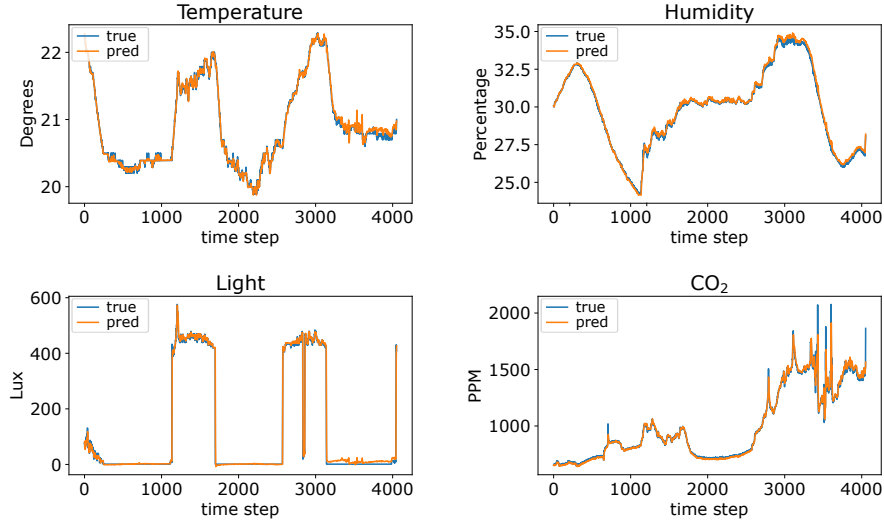 Temperature
true
pred
Degrees
22
21
20
0 1000 2000 3000 4000
time step
Humidity
true
pred
Percentage
35.0
32.5
30.0
27.5
25.0
0 1000 2000 3000 4000
time step
Light
true
pred
Lux
600
400
200
0
0 1000 2000 3000 4000
time step
CO₂
true
pred
PPM
2000
1500
1000
0 1000 2000 3000 4000
time step